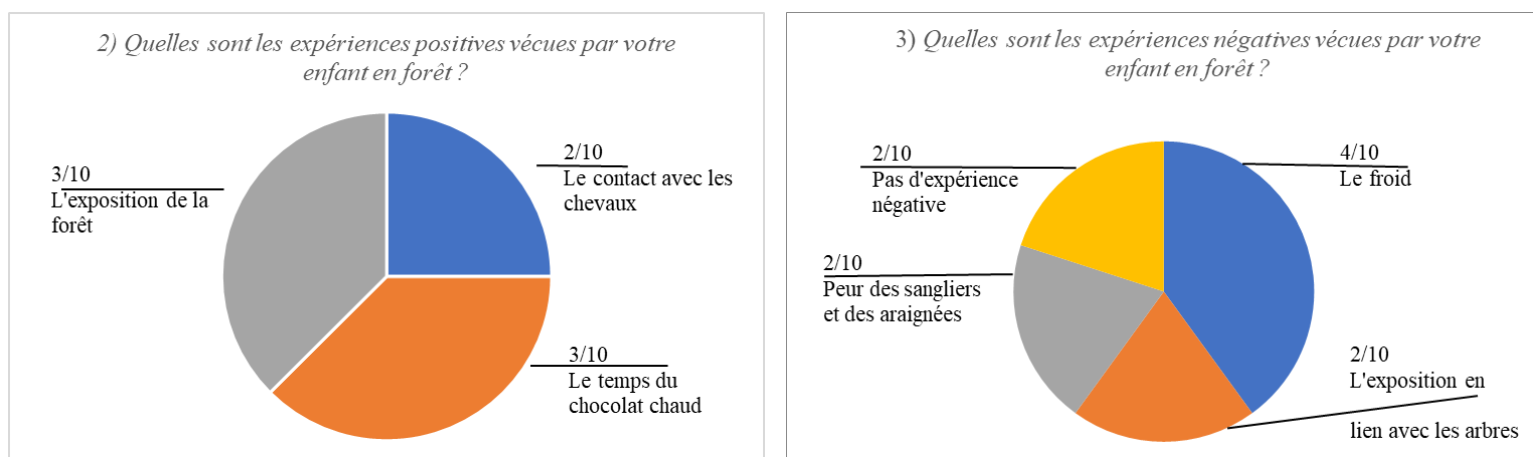 2) Quelles sont les expériences positives vécues par votre
enfant en forêt ?
2/10
Le contact avec les
chevaux
3/10
L'exposition de la
forêt
3/10
Le temps du
chocolat chaud
3) Quelles sont les expériences négatives vécues par votre
enfant en forêt ?
2/10
Pas d'expérience
négative
4/10
Le froid
2/10
Peur des sangliers
et des araignées
2/10
L'exposition en
lien avec les arbres